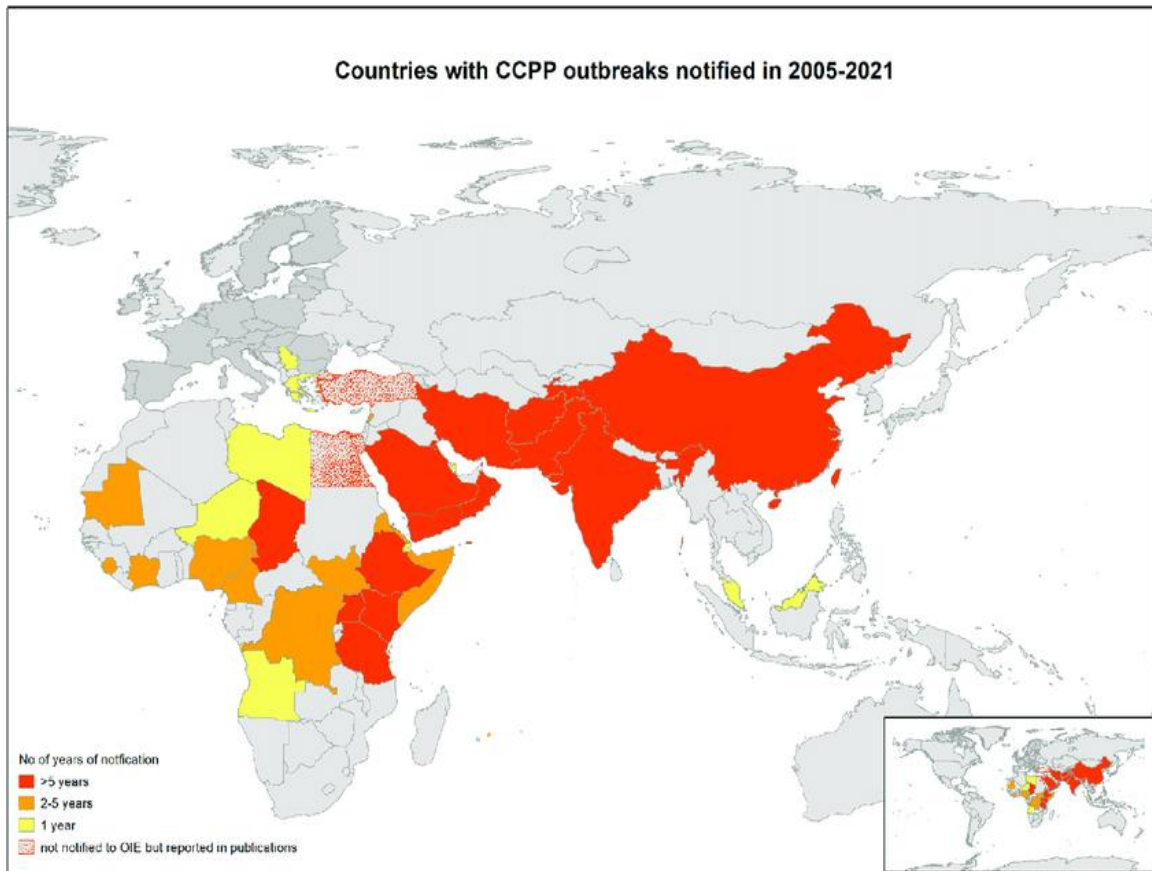 Countries with CCPP outbreaks notified in 2005-2021
No of years of notfication
>5 years
2-5 years
1 year
not notified to OIE but reported in publications